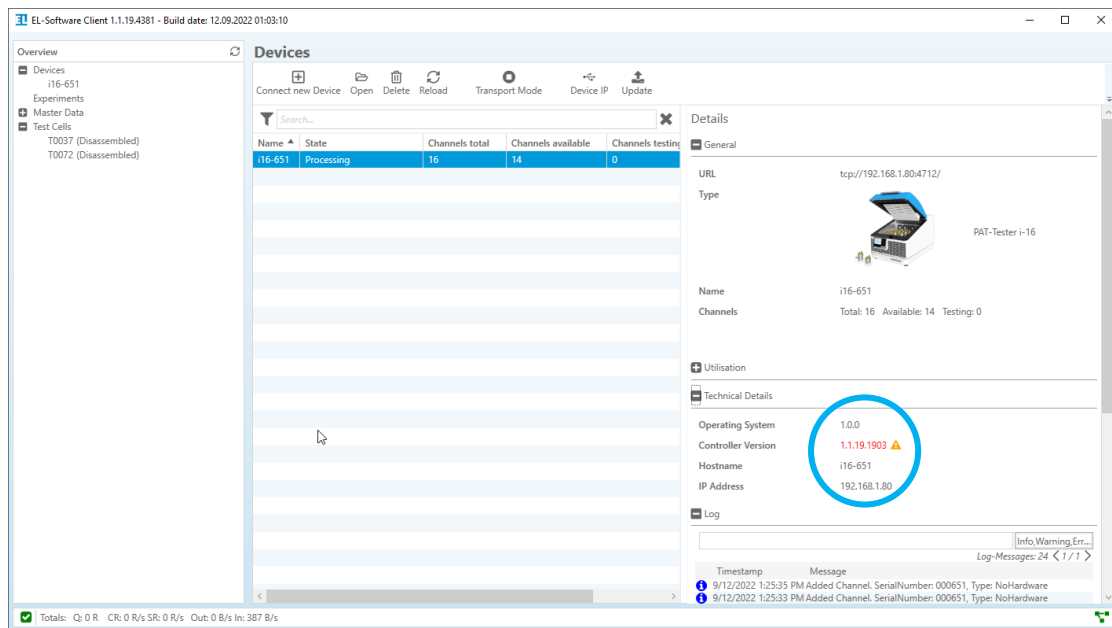 EL-Software Client 1.1.19.4381 - Build date: 12.09.2022 01:03:10
Overview
Devices
i16-651
Experiments
Master Data
Test Cells
T0037 (Disassembled)
T0072 (Disassembled)
Devices
Connect new Device Open Delete Reload Transport Mode Device IP Update
Search...
Name State Channels total Channels available Channels testing
i16-651 Processing 16 14 0
Details
General
URL tcp://192.168.1.80:4712/
Type
PAT-Tester i-16
Name i16-651
Channels Total: 16 Available: 14 Testing: 0
Utilisation
Technical Details
Operating System 1.0.0
Controller Version 1.1.19.1903
Hostname i16-651
IP Address 192.168.1.80
Log
Info,Warning,Err...
Log-Messages: 24 < 1 / 1 >
Timestamp Message
9/12/2022 1:25:35 PM Added Channel. SerialNumber: 000651, Type: NoHardware
9/12/2022 1:25:33 PM Added Channel. SerialNumber: 000651, Type: NoHardware
Totals: Q: 0 R CR: 0 R/s SR: 0 R/s Out: 0 B/s In: 387 B/s